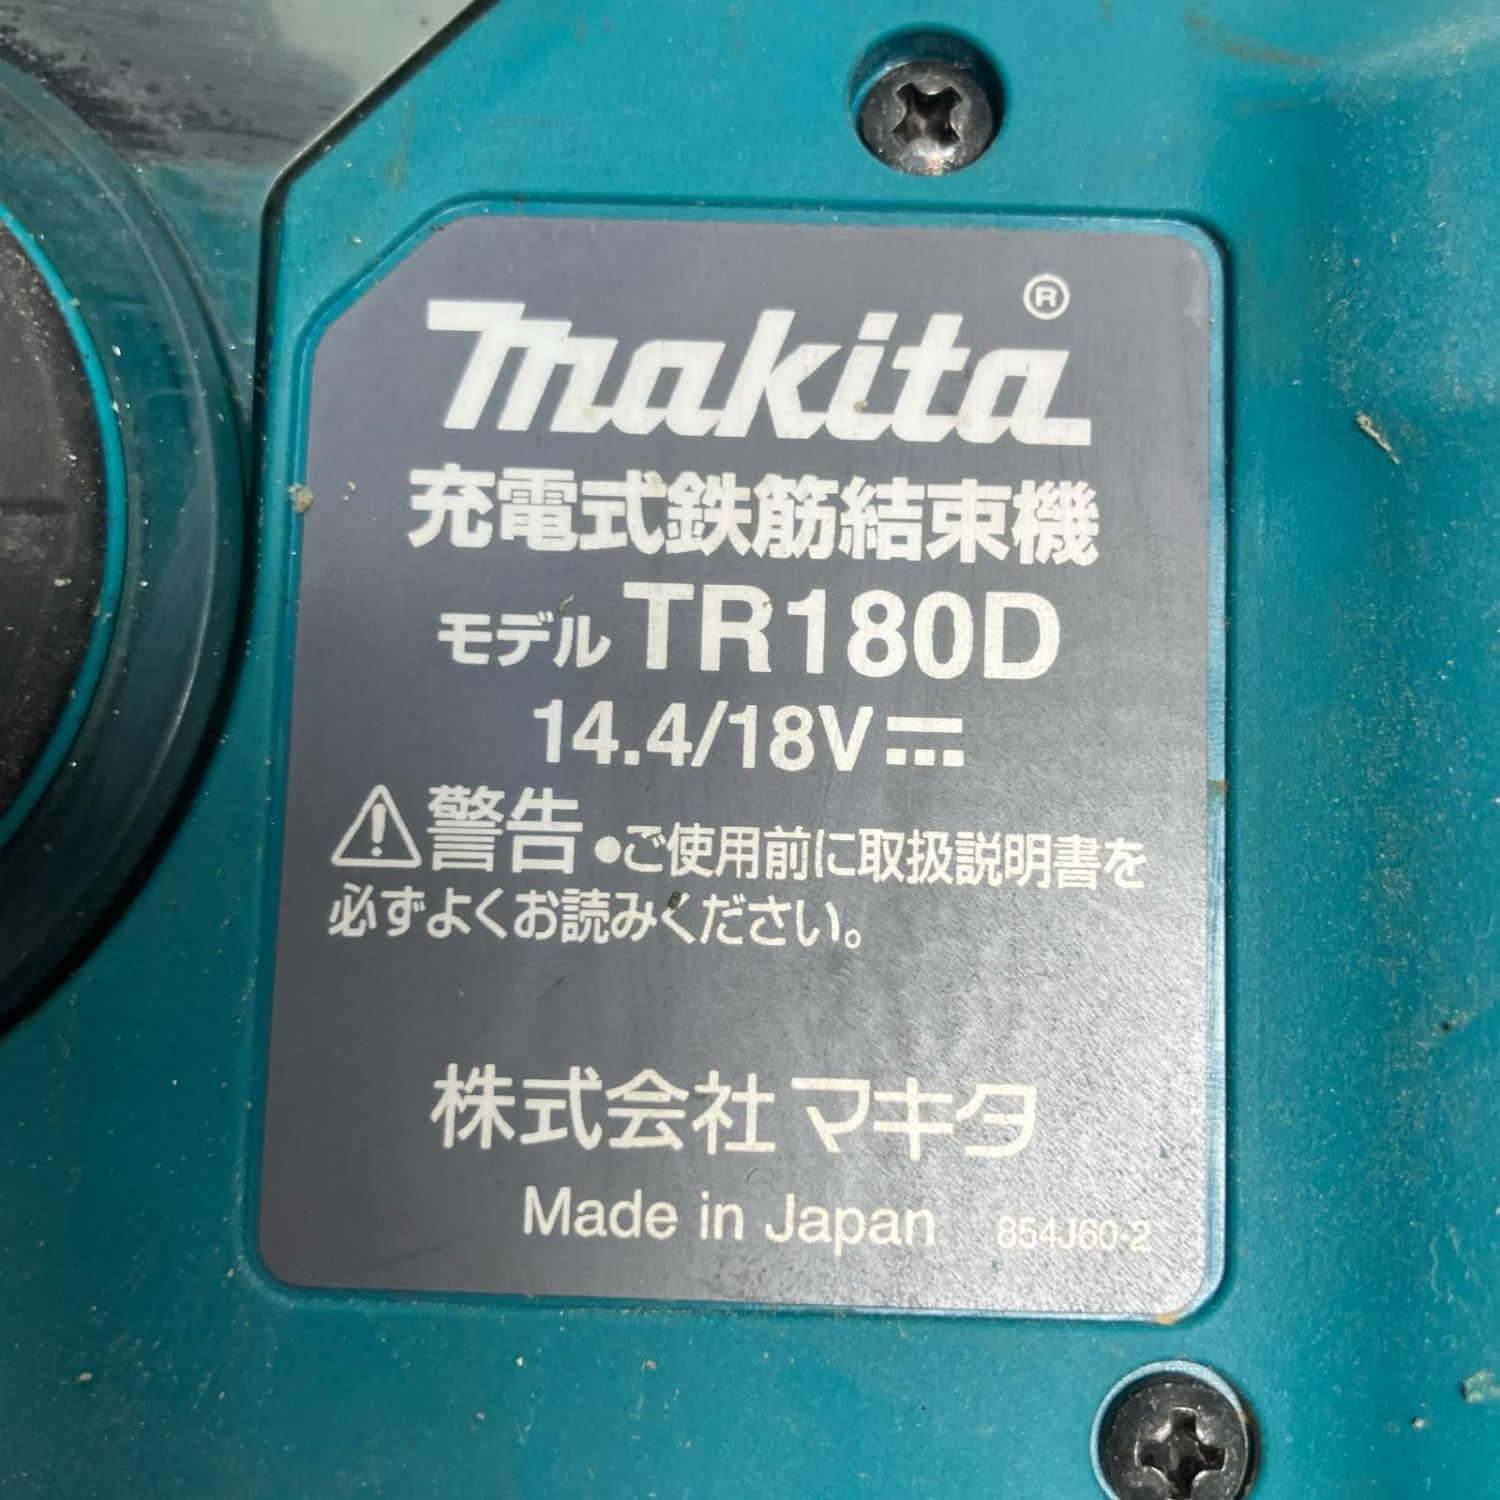 makita®
充電式鉄筋結束機
モデル TR180D
14.4/18V
警告 ●ご使用前に取扱説明書を
必ずよくお読みください。
株式会社マキタ
Made in Japan 854J60-2